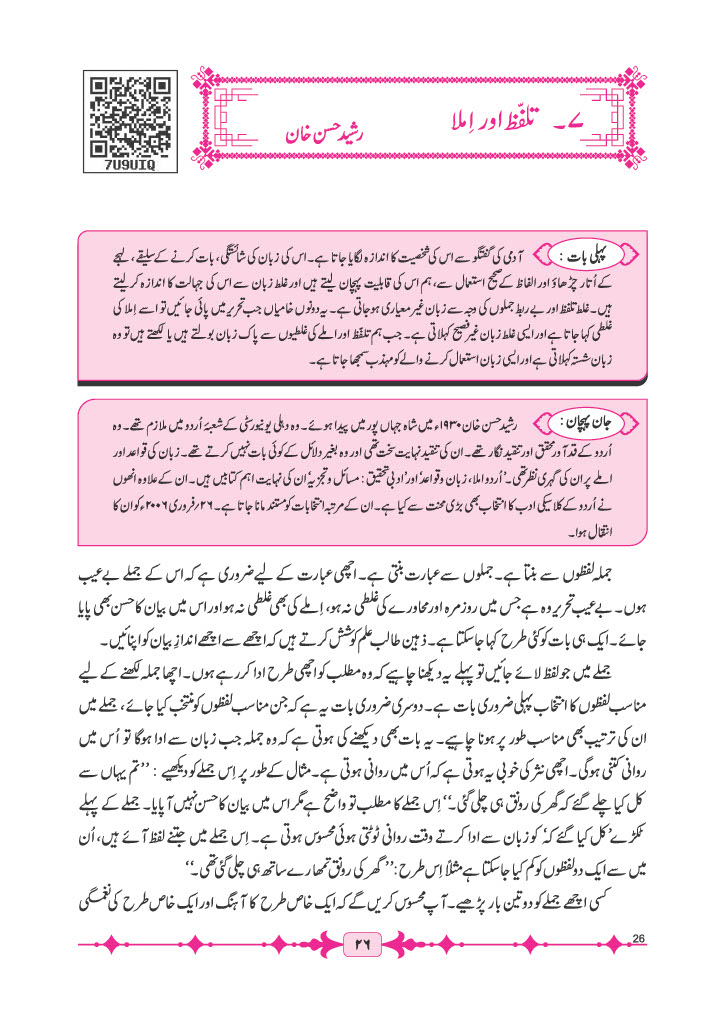 7U9UIQ
۷۔ تلفّظ اور اِملا
رشید حسن خان
پہلی بات : آدمی کی گفتگو سے اس کی شخصیت کا اندازہ لگایا جاتا ہے۔ اس کی زبان کی شائستگی، بات کرنے کے سلیقے، لہجے
کے اُتار چڑھاؤ اور الفاظ کے صحیح استعمال سے، ہم اس کی قابلیت پہچان لیتے ہیں اور غلط زبان سے اس کی جہالت کا اندازہ کر لیتے
ہیں۔ غلط تلفظ اور بے ربط جملوں کی وجہ سے زبان غیر معیاری ہو جاتی ہے۔ یہ دونوں خامیاں جب تحریر میں پائی جائیں تو اسے اِملا کی
غلطی کہا جاتا ہے اور ایسی غلط زبان غیر فصیح کہلاتی ہے۔ جب ہم تلفظ اور املے کی غلطیوں سے پاک زبان بولتے ہیں یا لکھتے ہیں تو وہ
زبان شستہ کہلاتی ہے اور ایسی زبان استعمال کرنے والے کو مہذب سمجھا جاتا ہے۔
جان پہچان : رشید حسن خان ۱۹۳۰ء میں شاہ جہاں پور میں پیدا ہوئے۔ وہ دہلی یونیورسٹی کے شعبۂ اُردو میں ملازم تھے۔ وہ
اُردو کے قدآور محقق اور تنقید نگار تھے۔ ان کی تنقید نہایت سخت تھی اور وہ بغیر دلائل کے کوئی بات نہیں کرتے تھے۔ زبان کی قواعد اور
املے پر ان کی گہری نظر تھی۔ 'اُردو املا، زبان و قواعد' اور 'ادبی تحقیق : مسائل و تجزیہ' ان کی نہایت اہم کتابیں ہیں۔ ان کے علاوہ انھوں
نے اُردو کے کلاسیکی ادب کا انتخاب بھی بڑی محنت سے کیا ہے۔ ان کے مرتبہ انتخابات کو مستند مانا جاتا ہے۔ ۲۶؍ فروری ۲۰۰۶ء کو ان کا
انتقال ہوا۔
جملہ لفظوں سے بنتا ہے۔ جملوں سے عبارت بنتی ہے۔ اچھی عبارت کے لیے ضروری ہے کہ اس کے جملے بے عیب
ہوں۔ بے عیب تحریر وہ ہے جس میں روزمرہ اور محاورے کی غلطی نہ ہو، اِملے کی بھی غلطی نہ ہو اور اس میں بیان کا حسن بھی پایا
جائے۔ ایک ہی بات کو کئی طرح کہا جا سکتا ہے۔ ذہین طالب علم کوشش کرتے ہیں کہ اچھے سے اچھے اندازِ بیان کو اپنائیں۔
جملے میں جو لفظ لائے جائیں تو پہلے یہ دیکھنا چاہیے کہ وہ مطلب کو اچھی طرح ادا کر رہے ہوں۔ اچھا جملہ لکھنے کے لیے
مناسب لفظوں کا انتخاب پہلی ضروری بات ہے۔ دوسری ضروری بات یہ ہے کہ جن مناسب لفظوں کو منتخب کیا جائے، جملے میں
ان کی ترتیب بھی مناسب طور پر ہونا چاہیے۔ یہ بات بھی دیکھنے کی ہوتی ہے کہ وہ جملہ جب زبان سے ادا ہوگا تو اُس میں
روانی کتنی ہوگی۔ اچھی نثر کی خوبی یہ ہوتی ہے کہ اُس میں روانی ہوتی ہے۔ مثال کے طور پر اِس جملے کو دیکھیے : ''تم یہاں سے
کل کیا چلے گئے کہ گھر کی رونق ہی چلی گئی۔'' اِس جملے کا مطلب تو واضح ہے مگر اس میں بیان کا حسن نہیں آ پایا۔ جملے کے پہلے
ٹکڑے 'کل کیا گئے کہ' کو زبان سے ادا کرتے وقت روانی ٹوٹتی ہوئی محسوس ہوتی ہے۔ اِس جملے میں جتنے لفظ آئے ہیں، اُن
میں سے ایک دو لفظوں کو کم کیا جا سکتا ہے مثلاً اِس طرح : ''گھر کی رونق تمھارے ساتھ ہی چلی گئی تھی۔''
کسی اچھے جملے کو دو تین بار پڑھیے۔ آپ محسوس کریں گے کہ ایک خاص طرح کا آہنگ اور ایک خاص طرح کی نغمگی
۲۶
26